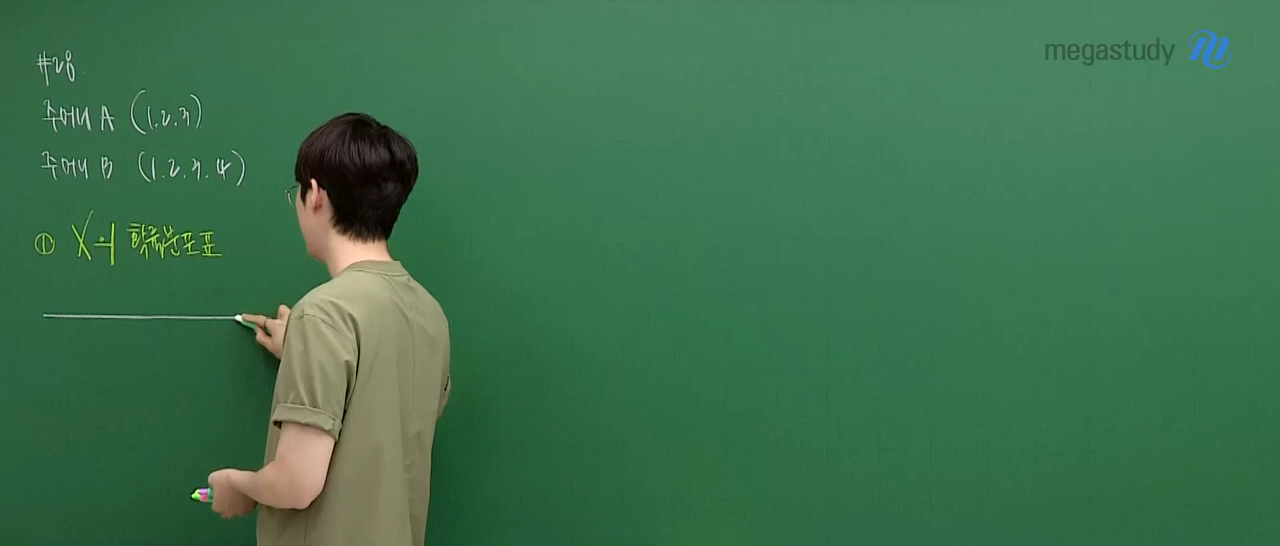 #28.
주머니 A (1.2.3)
주머니 B (1.2.3.4)
① X의 확률분포표
megastudy